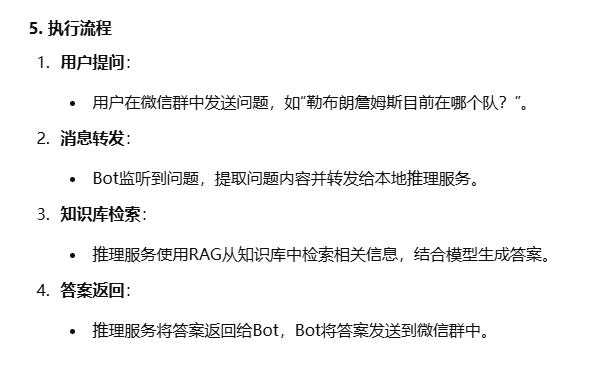 5. 执行流程
1. 用户提问：
• 用户在微信群中发送问题，如“勒布朗詹姆斯目前在哪个队？”。
2. 消息转发：
• Bot监听到问题，提取问题内容并转发给本地推理服务。
3. 知识库检索：
• 推理服务使用RAG从知识库中检索相关信息，结合模型生成答案。
4. 答案返回：
• 推理服务将答案返回给Bot，Bot将答案发送到微信群中。